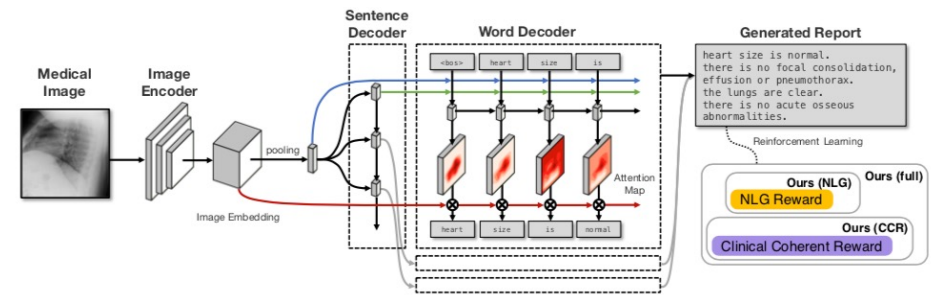 Medical
Image
Image
Encoder
pooling
Image Embedding
Sentence
Decoder
Word Decoder
<bos>
heart
size
is
Attention
Map
heart
size
is
normal
Generated Report
heart size is normal.
there is no focal consolidation,
effusion or pneumothorax.
the lungs are clear.
there is no acute osseous
abnormalities.
Reinforcement Learning
Ours (full)
Ours (NLG)
NLG Reward
Ours (CCR)
Clinical Coherent Reward